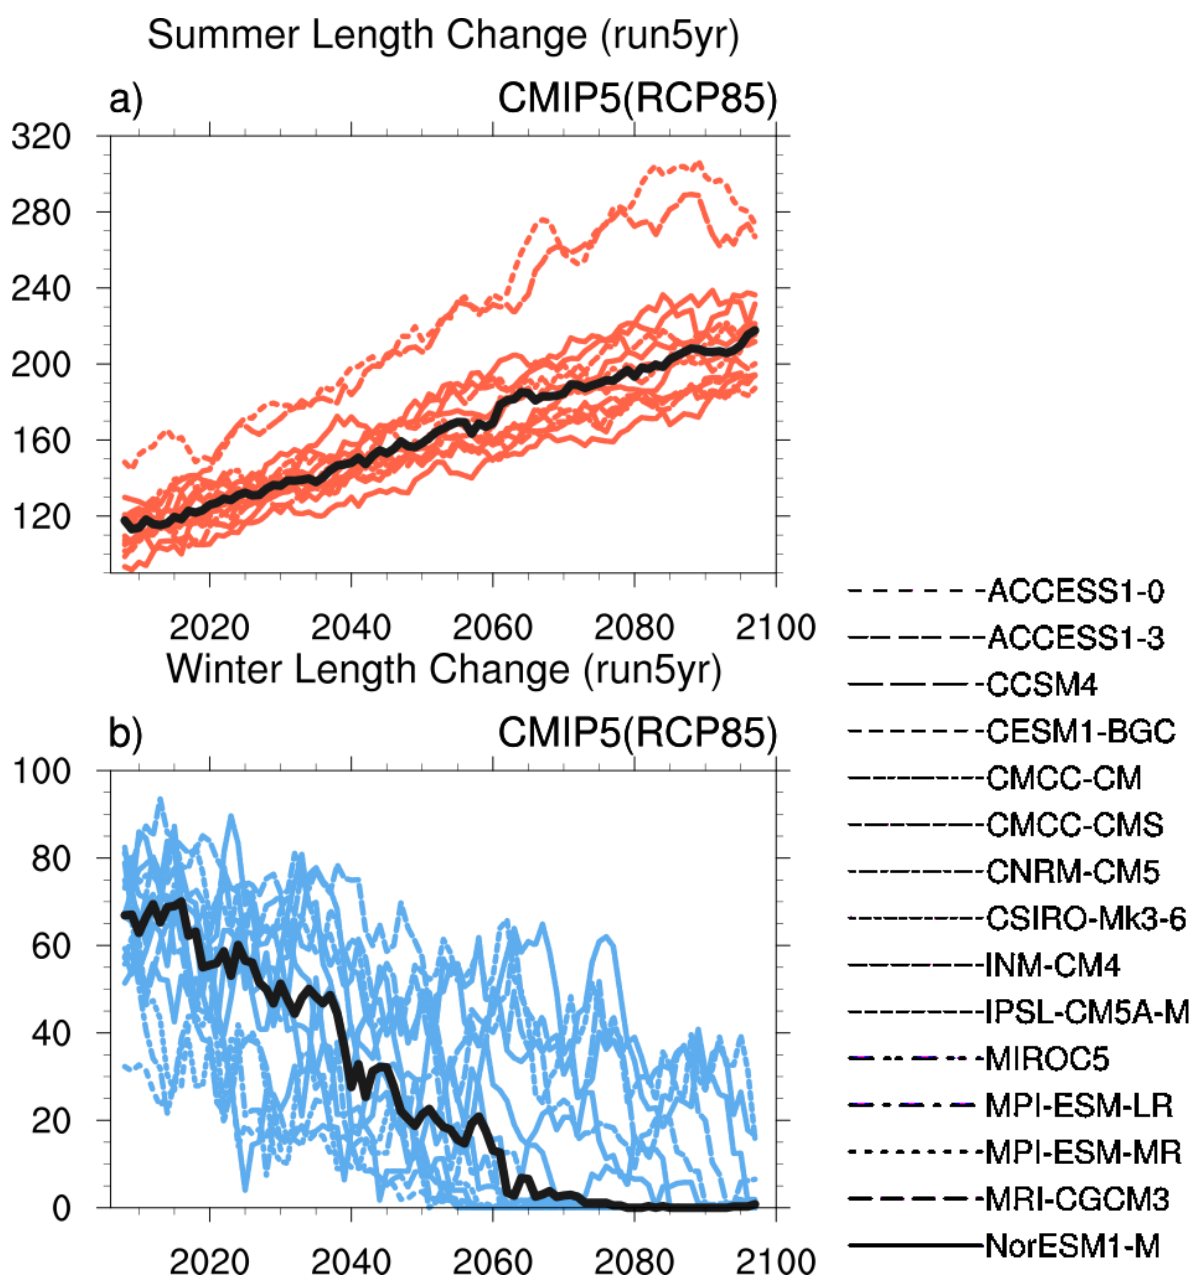 Summer Length Change (run5yr)
a) CMIP5(RCP85)
320
280
240
200
160
120
2020 2040 2060 2080 2100
Winter Length Change (run5yr)
b) CMIP5(RCP85)
100
80
60
40
20
0
2020 2040 2060 2080 2100
ACCESS1-0
ACCESS1-3
CCSM4
CESM1-BGC
CMCC-CM
CMCC-CMS
CNRM-CM5
CSIRO-Mk3-6
INM-CM4
IPSL-CM5A-M
MIROC5
MPI-ESM-LR
MPI-ESM-MR
MRI-CGCM3
NorESM1-M